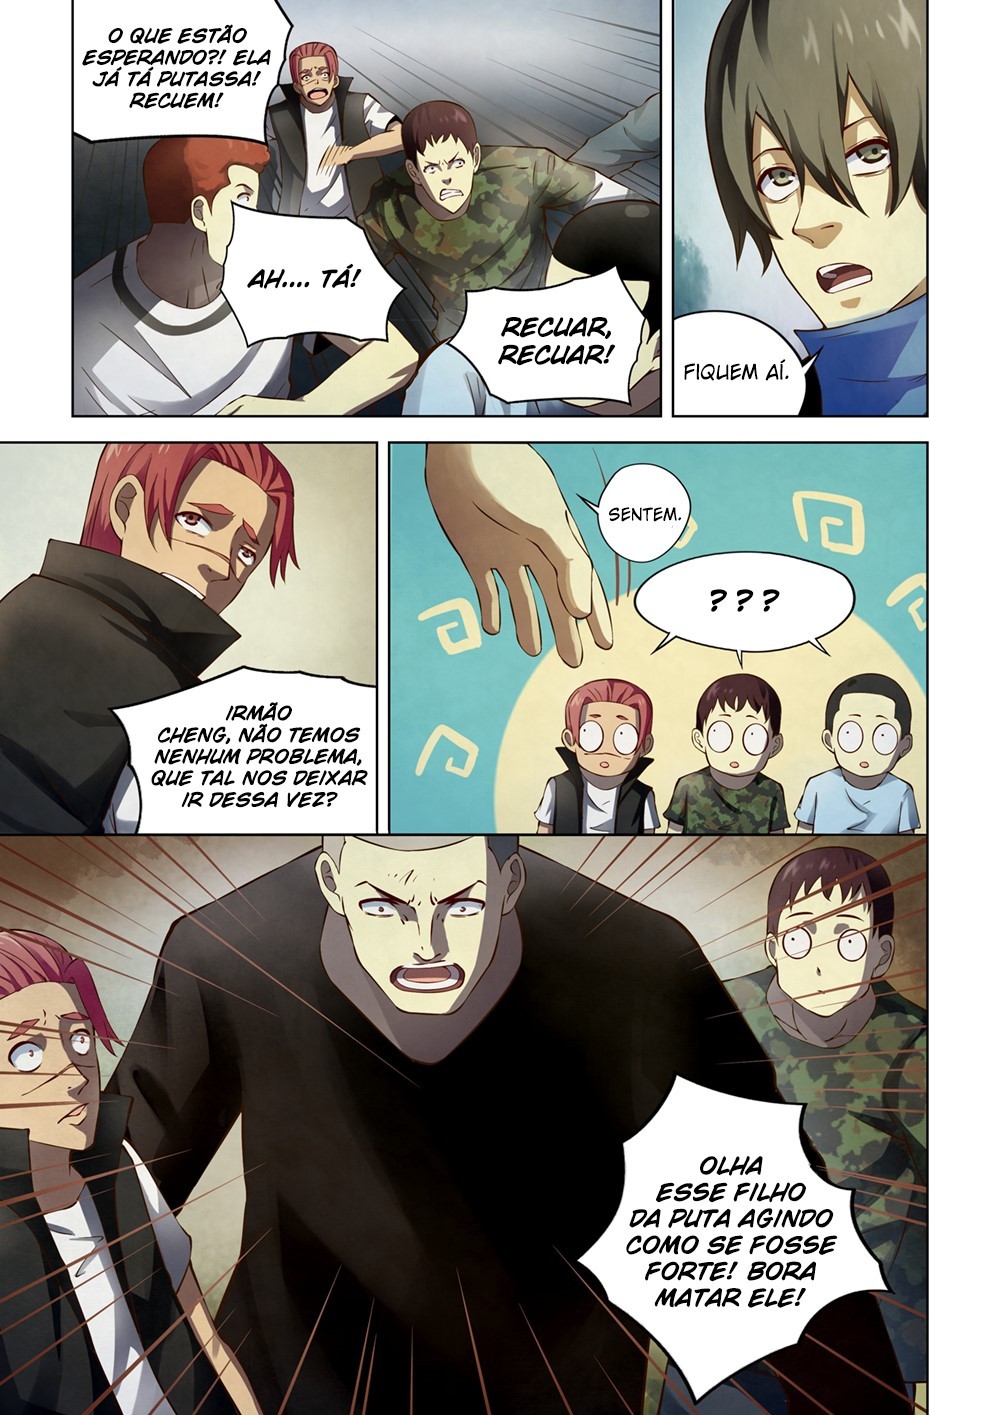 O QUE ESTÃO
ESPERANDO?! ELA
JÁ TÁ PUTASSA!
RECUEM!
AH.... TÁ!
RECUAR,
RECUAR!
FIQUEM AÍ.
IRMÃO
CHENG, NÃO TEMOS
NENHUM PROBLEMA,
QUE TAL NOS DEIXAR
IR DESSA VEZ?
SENTEM.
? ? ?
OLHA
ESSE FILHO
DA PUTA AGINDO
COMO SE FOSSE
FORTE! BORA
MATAR ELE!